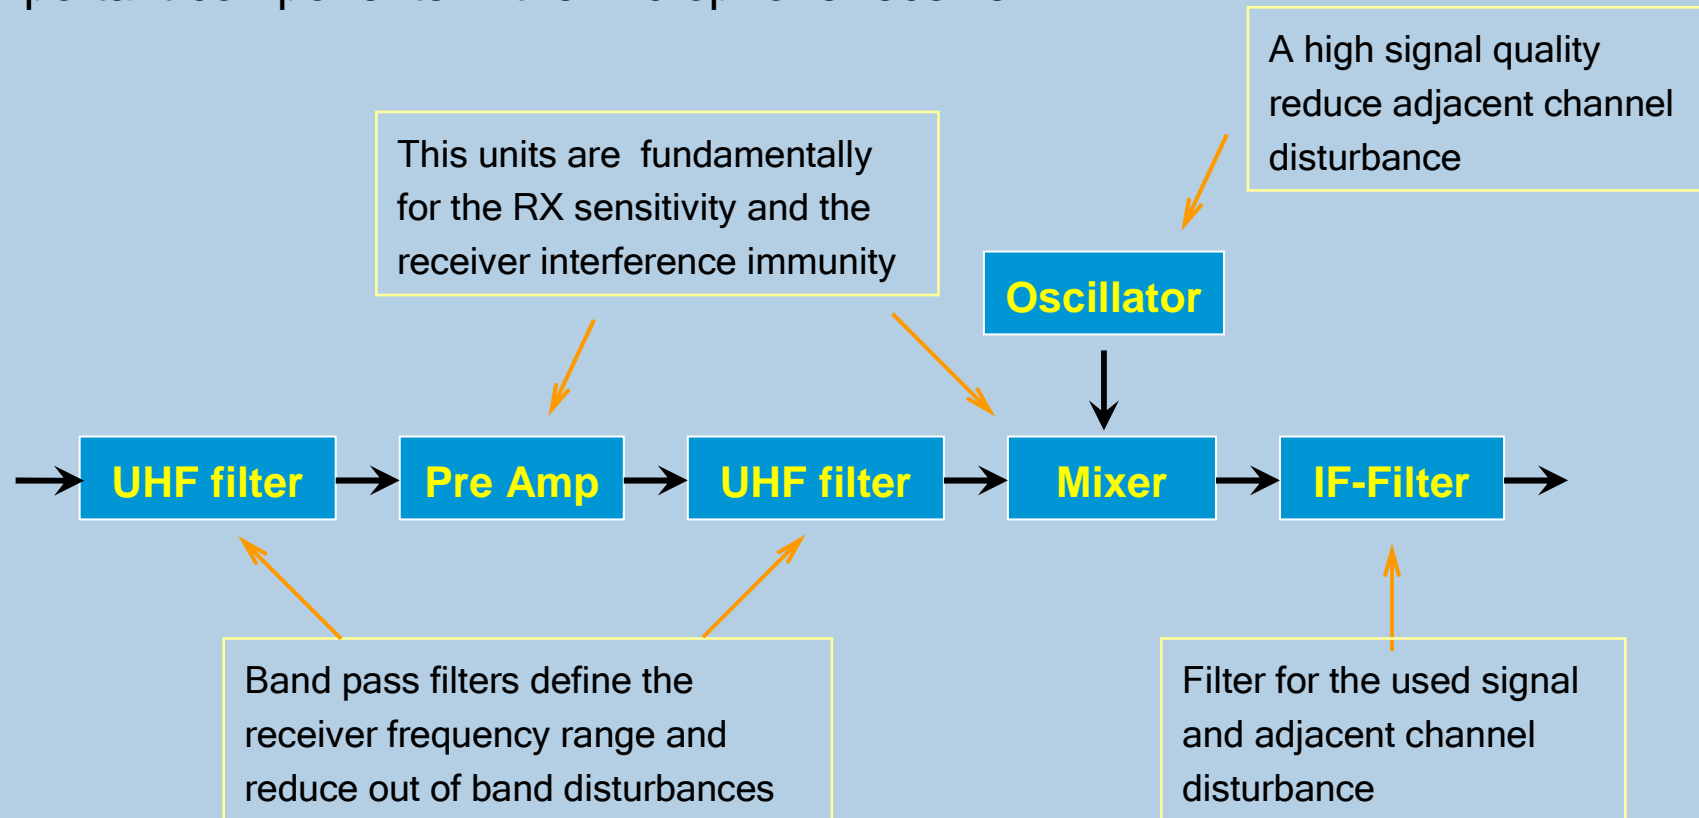 A high signal quality
reduce adjacent channel
disturbance
This units are fundamentally
for the RX sensitivity and the
receiver interference immunity
Oscillator
UHF filter
Pre Amp
UHF filter
Mixer
IF-Filter
Band pass filters define the
receiver frequency range and
reduce out of band disturbances
Filter for the used signal
and adjacent channel
disturbance